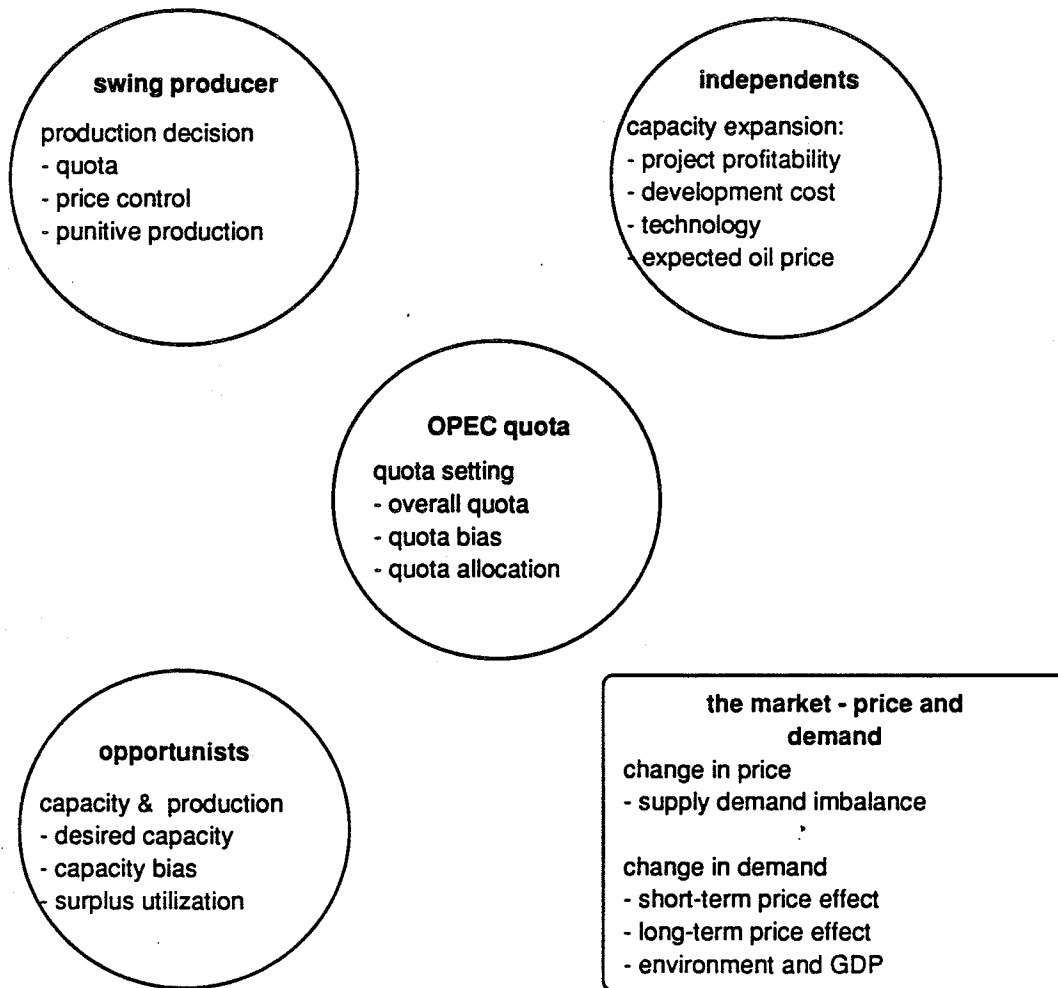 swing producer
production decision
- quota
- price control
- punitive production
independents
capacity expansion:
- project profitability
- development cost
- technology
- expected oil price
OPEC quota
quota setting
- overall quota
- quota bias
- quota allocation
opportunists
capacity & production
- desired capacity
- capacity bias
- surplus utilization
the market - price and
demand
change in price
- supply demand imbalance
change in demand
- short-term price effect
- long-term price effect
- environment and GDP